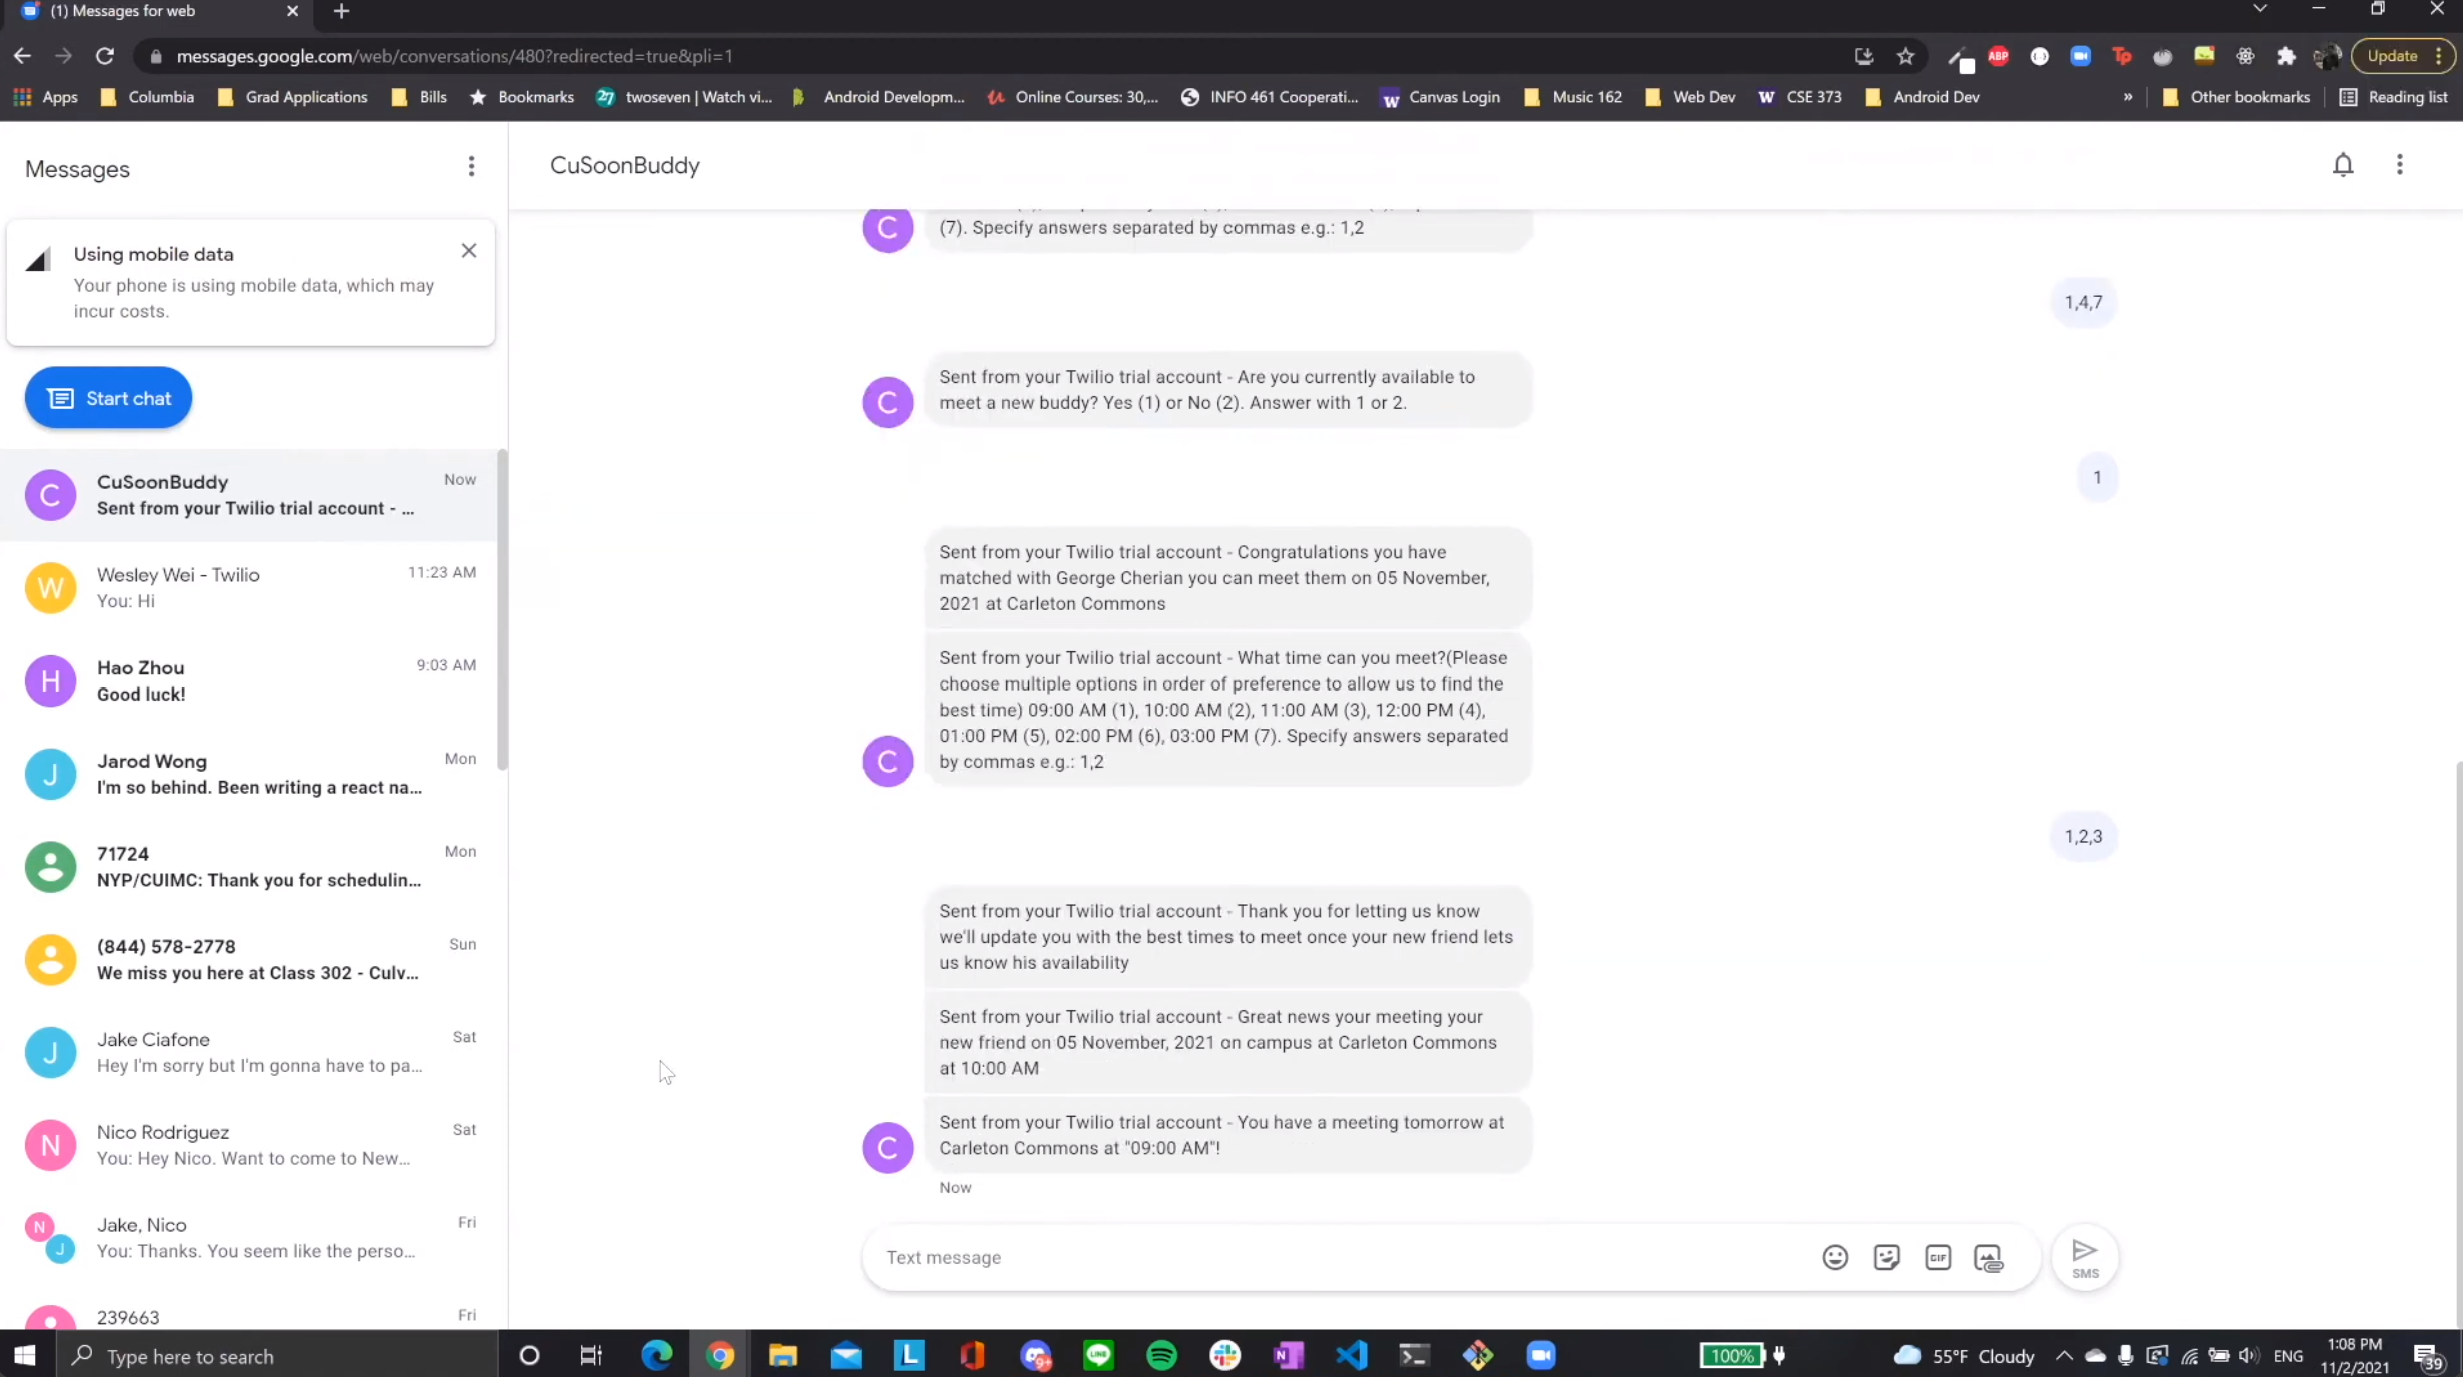 (1) Messages for web
messages.google.com/web/conversations/480?redirected=true&pli=1
ABP
Tp
Update
Apps
Columbia
Grad Applications
Bills
Bookmarks
27
twoseven | Watch vi...
Android Developm...
Online Courses: 30,...
INFO 461 Cooperati...
W
Canvas Login
Music 162
Web Dev
W
CSE 373
Android Dev
»
Other bookmarks
Reading list
Messages
CuSoonBuddy
Using mobile data
Your phone is using mobile data, which may
incur costs.
Start chat
C
CuSoonBuddy
Now
Sent from your Twilio trial account - ...
W
Wesley Wei - Twilio
11:23 AM
You: Hi
H
Hao Zhou
9:03 AM
Good luck!
J
Jarod Wong
Mon
I'm so behind. Been writing a react na...
71724
Mon
NYP/CUIMC: Thank you for schedulin...
(844) 578-2778
Sun
We miss you here at Class 302 - Culv...
J
Jake Ciafone
Sat
Hey I'm sorry but I'm gonna have to pa...
N
Nico Rodriguez
Sat
You: Hey Nico. Want to come to New...
N
J
Jake, Nico
Fri
You: Thanks. You seem like the perso...
239663
Fri
C
(7). Specify answers separated by commas e.g.: 1,2
1,4,7
C
Sent from your Twilio trial account - Are you currently available to
meet a new buddy? Yes (1) or No (2). Answer with 1 or 2.
1
Sent from your Twilio trial account - Congratulations you have
matched with George Cherian you can meet them on 05 November,
2021 at Carleton Commons
Sent from your Twilio trial account - What time can you meet?(Please
choose multiple options in order of preference to allow us to find the
best time) 09:00 AM (1), 10:00 AM (2), 11:00 AM (3), 12:00 PM (4),
01:00 PM (5), 02:00 PM (6), 03:00 PM (7). Specify answers separated
by commas e.g.: 1,2
C
1,2,3
Sent from your Twilio trial account - Thank you for letting us know
we'll update you with the best times to meet once your new friend lets
us know his availability
Sent from your Twilio trial account - Great news your meeting your
new friend on 05 November, 2021 on campus at Carleton Commons
at 10:00 AM
Sent from your Twilio trial account - You have a meeting tomorrow at
Carleton Commons at "09:00 AM"!
C
Now
Text message
GIF
SMS
Type here to search
L
9+
LINE
N
100%
55°F Cloudy
ENG
1:08 PM
11/2/2021
39